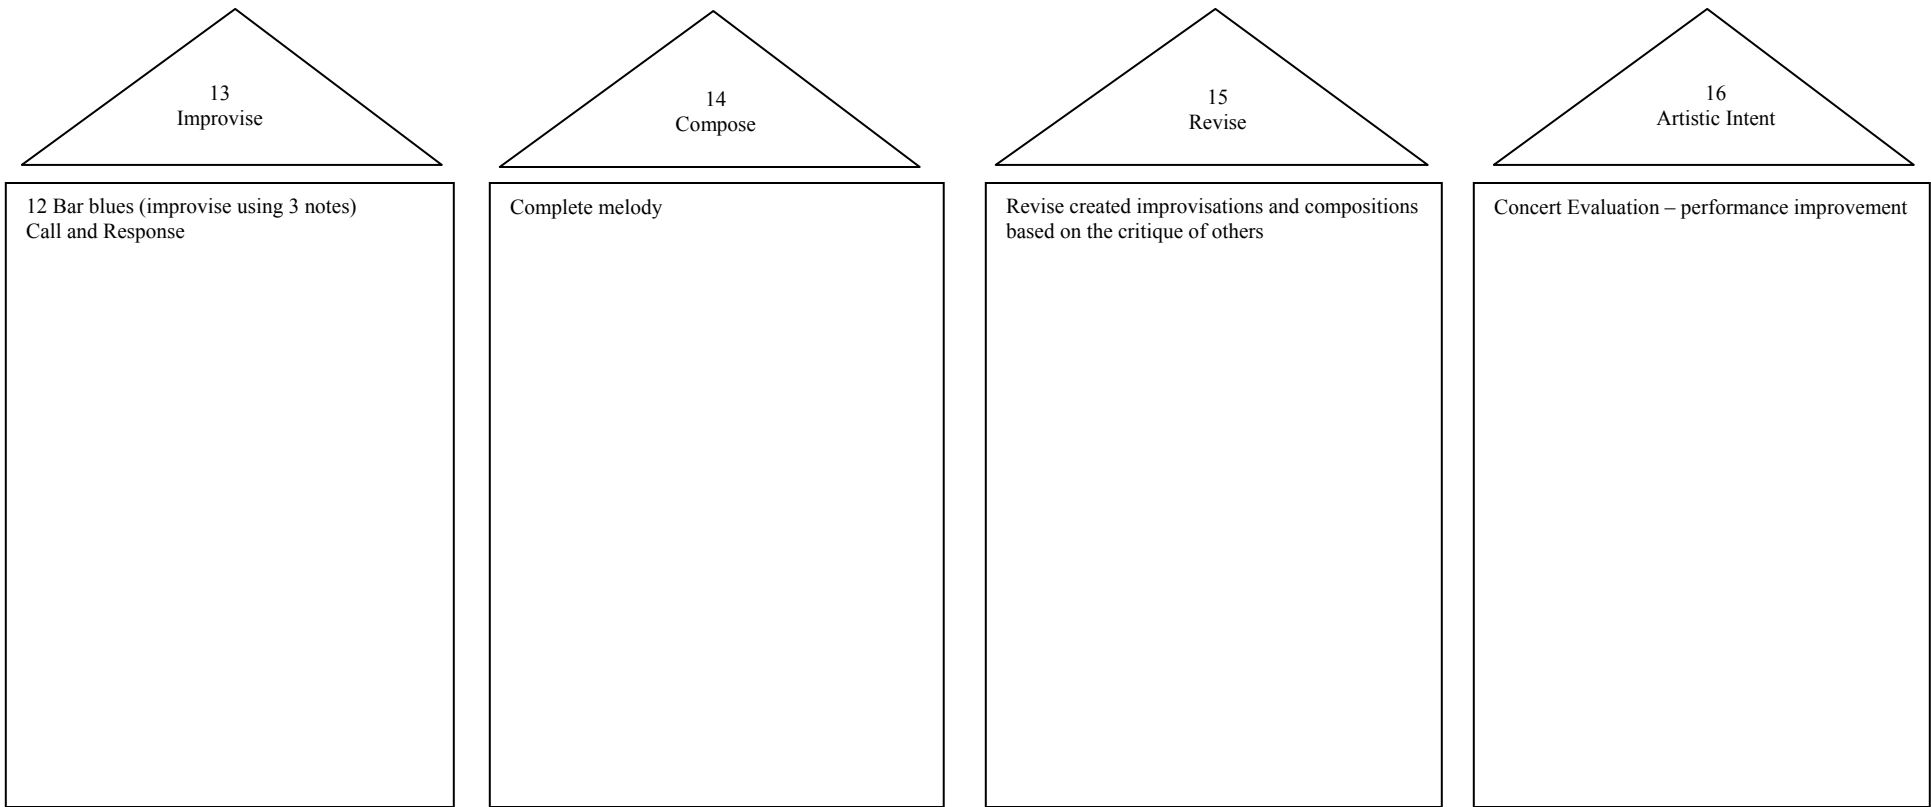 13
Improvise
12 Bar blues (improvise using 3 notes)
Call and Response
14
Compose
Complete melody
15
Revise
Revise created improvisations and compositions
based on the critique of others
16
Artistic Intent
Concert Evaluation – performance improvement